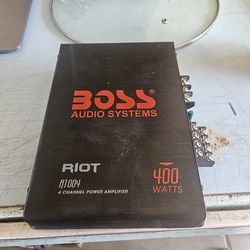 BOSS
AUDIO SYSTEMS
RIOT
R1004
4 CHANNEL POWER AMPLIFIER
400
WATTS